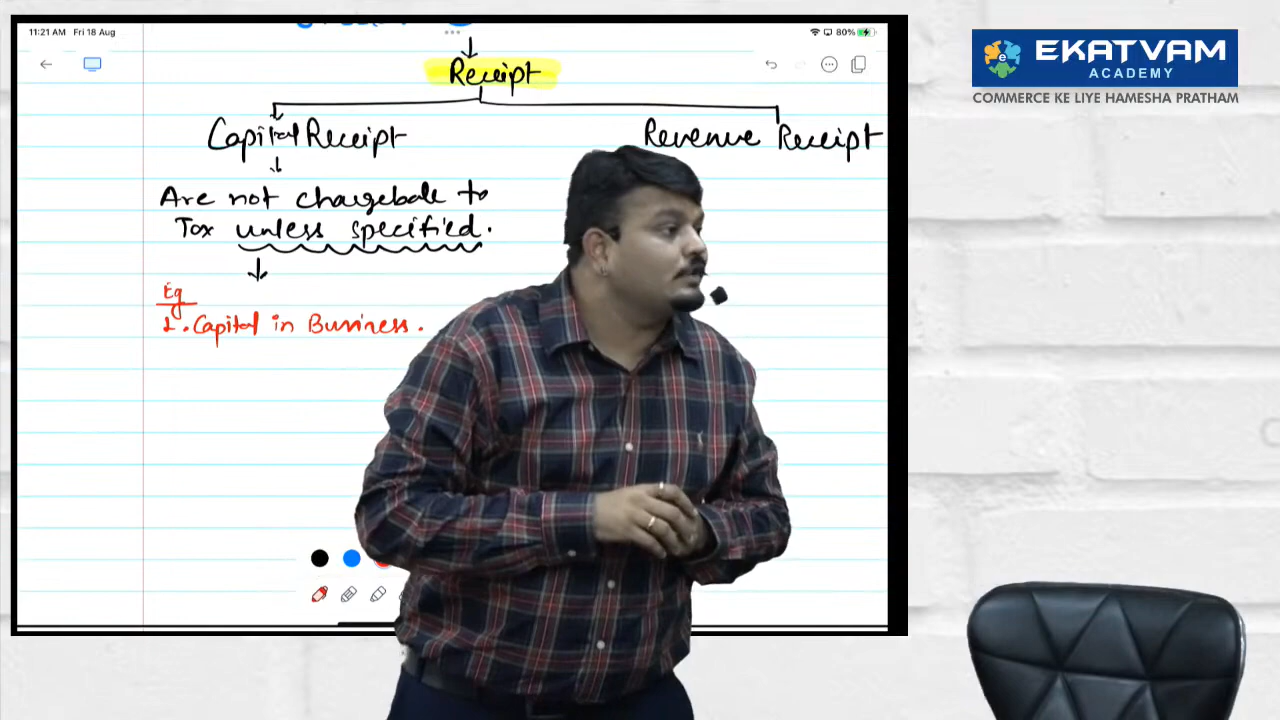 11:21 AM Fri 18 Aug
80%
Receipt
Capital Receipt
Revenue Receipt
Are not chargebale to
Tax unless specified.
Eg
1. Capital in Business.
EKATVAM
ACADEMY
COMMERCE KE LIYE HAMESHA PRATHAM